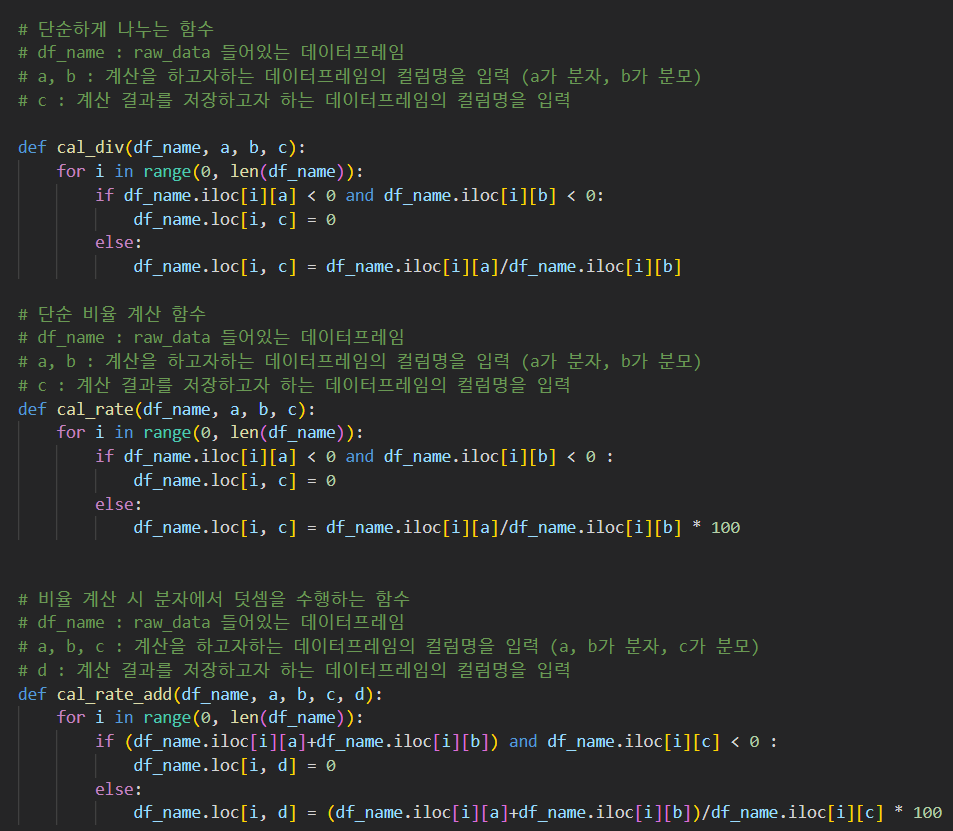 # 단순하게 나누는 함수
# df_name : raw_data 들어있는 데이터프레임
# a, b : 계산을 하고자하는 데이터프레임의 컬럼명을 입력 (a가 분자, b가 분모)
# c : 계산 결과를 저장하고자 하는 데이터프레임의 컬럼명을 입력
def cal_div(df_name, a, b, c):
    for i in range(0, len(df_name)):
        if df_name.iloc[i][a] < 0 and df_name.iloc[i][b] < 0:
            df_name.loc[i, c] = 0
        else:
            df_name.loc[i, c] = df_name.iloc[i][a]/df_name.iloc[i][b]
# 단순 비율 계산 함수
# df_name : raw_data 들어있는 데이터프레임
# a, b : 계산을 하고자하는 데이터프레임의 컬럼명을 입력 (a가 분자, b가 분모)
# c : 계산 결과를 저장하고자 하는 데이터프레임의 컬럼명을 입력
def cal_rate(df_name, a, b, c):
    for i in range(0, len(df_name)):
        if df_name.iloc[i][a] < 0 and df_name.iloc[i][b] < 0 :
            df_name.loc[i, c] = 0
        else:
            df_name.loc[i, c] = df_name.iloc[i][a]/df_name.iloc[i][b] * 100
# 비율 계산 시 분자에서 덧셈을 수행하는 함수
# df_name : raw_data 들어있는 데이터프레임
# a, b, c : 계산을 하고자하는 데이터프레임의 컬럼명을 입력 (a, b가 분자, c가 분모)
# d : 계산 결과를 저장하고자 하는 데이터프레임의 컬럼명을 입력
def cal_rate_add(df_name, a, b, c, d):
    for i in range(0, len(df_name)):
        if (df_name.iloc[i][a]+df_name.iloc[i][b]) and df_name.iloc[i][c] < 0 :
            df_name.loc[i, d] = 0
        else:
            df_name.loc[i, d] = (df_name.iloc[i][a]+df_name.iloc[i][b])/df_name.iloc[i][c] * 100